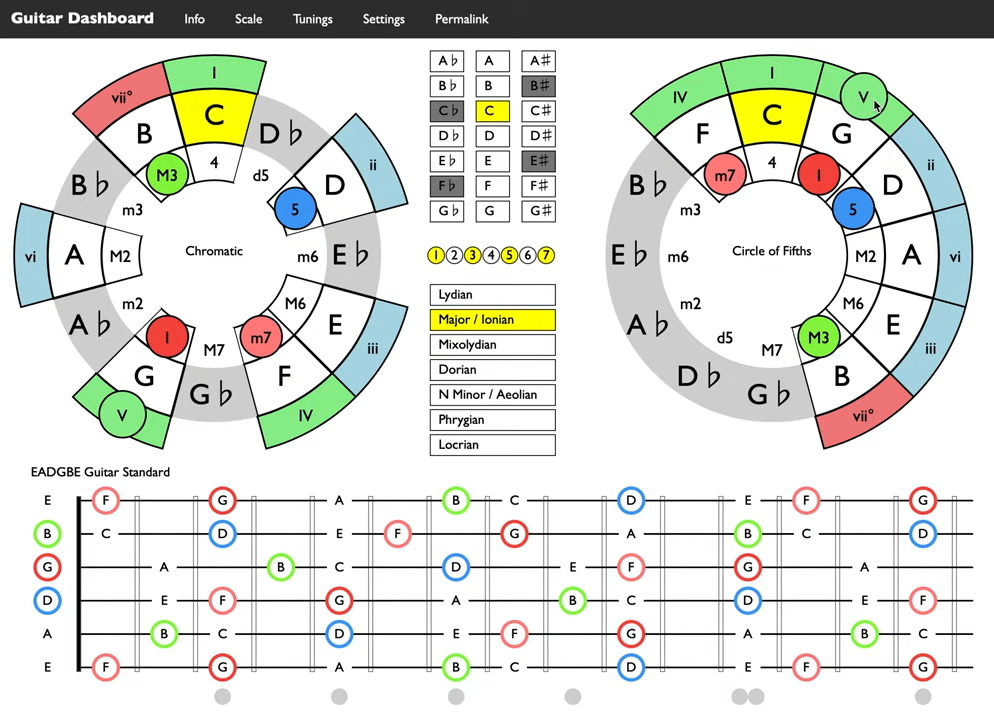 Guitar Dashboard Info Scale Tunings Settings Permalink
I
vii°
C
B
D♭
4
M3
d5
ii
B♭
D
m3
5
vi
A
M2
Chromatic
m6
E♭
m2
M6
A♭
E
I
m7
M7
iii
G
F
G♭
V
IV
A♭ A A♯
B♭ B B♯
C♭ C C♯
D♭ D D♯
E♭ E E♯
F♭ F F♯
G♭ G G♯
1 2 3 4 5 6 7
Lydian
Major / Ionian
Mixolydian
Dorian
N Minor / Aeolian
Phrygian
Locrian
I
IV
V
C
F
G
4
m7
I
ii
B♭
D
m3
5
E♭
m6
Circle of Fifths
M2
A
vi
m2
M6
A♭
E
d5
M3
M7
iii
D♭
B
G♭
vii°
EADGBE Guitar Standard
E F G A B C D E F G
B C D E F G A B C D
G A B C D E F G A
D E F G A B C D E F
A B C D E F G A B C
E F G A B C D E F G